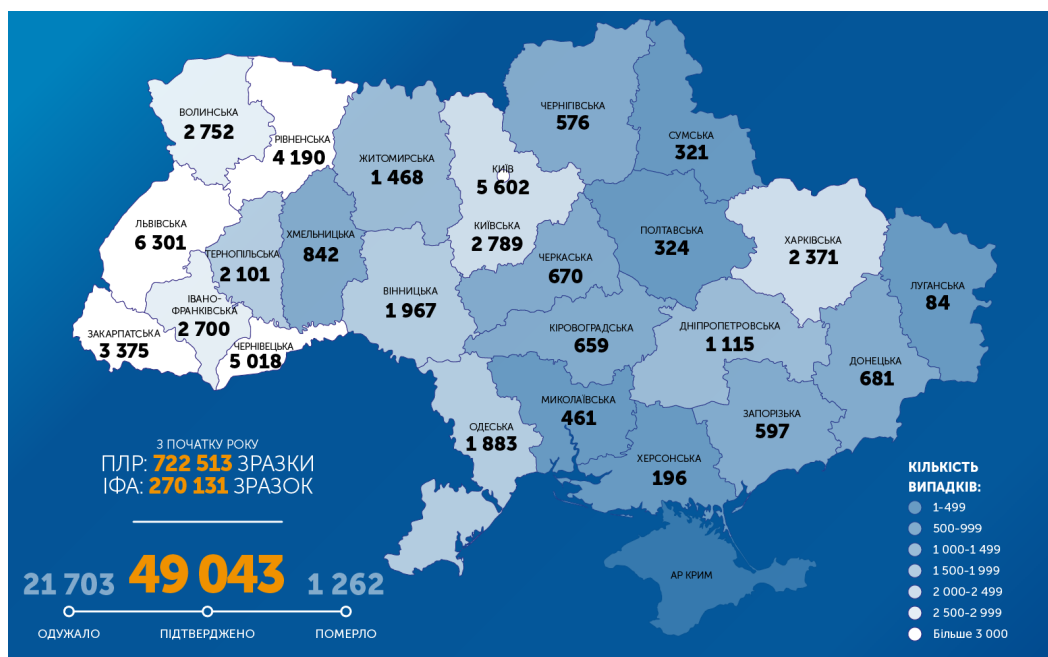 ВОЛИНСЬКА
2 752
РІВНЕНСЬКА
4 190
ЖИТОМИРСЬКА
1 468
КИЇВ
5 602
ЧЕРНІГІВСЬКА
576
СУМСЬКА
321
ЛЬВІВСЬКА
6 301
ТЕРНОПІЛЬСЬКА
2 101
ХМЕЛЬНИЦЬКА
842
КИЇВСЬКА
2 789
ПОЛТАВСЬКА
324
ХАРКІВСЬКА
2 371
ЧЕРКАСЬКА
670
ЛУГАНСЬКА
84
ВІННИЦЬКА
1 967
ІВАНО-
ФРАНКІВСЬКА
2 700
ЗАКАРПАТСЬКА
3 375
ЧЕРНІВЕЦЬКА
5 018
КІРОВОГРАДСЬКА
659
ДНІПРОПЕТРОВСЬКА
1 115
ДОНЕЦЬКА
681
МИКОЛАЇВСЬКА
461
ЗАПОРІЗЬКА
597
ОДЕСЬКА
1 883
ХЕРСОНСЬКА
196
АР КРИМ
З ПОЧАТКУ РОКУ
ПЛР: 722 513 ЗРАЗКИ
ІФА: 270 131 ЗРАЗОК
21 703 49 043 1 262
ОДУЖАЛО ПІДТВЕРДЖЕНО ПОМЕРЛО
КІЛЬКІСТЬ
ВИПАДКІВ:
1-499
500-999
1 000-1 499
1 500-1 999
2 000-2 499
2 500-2 999
Більше 3 000